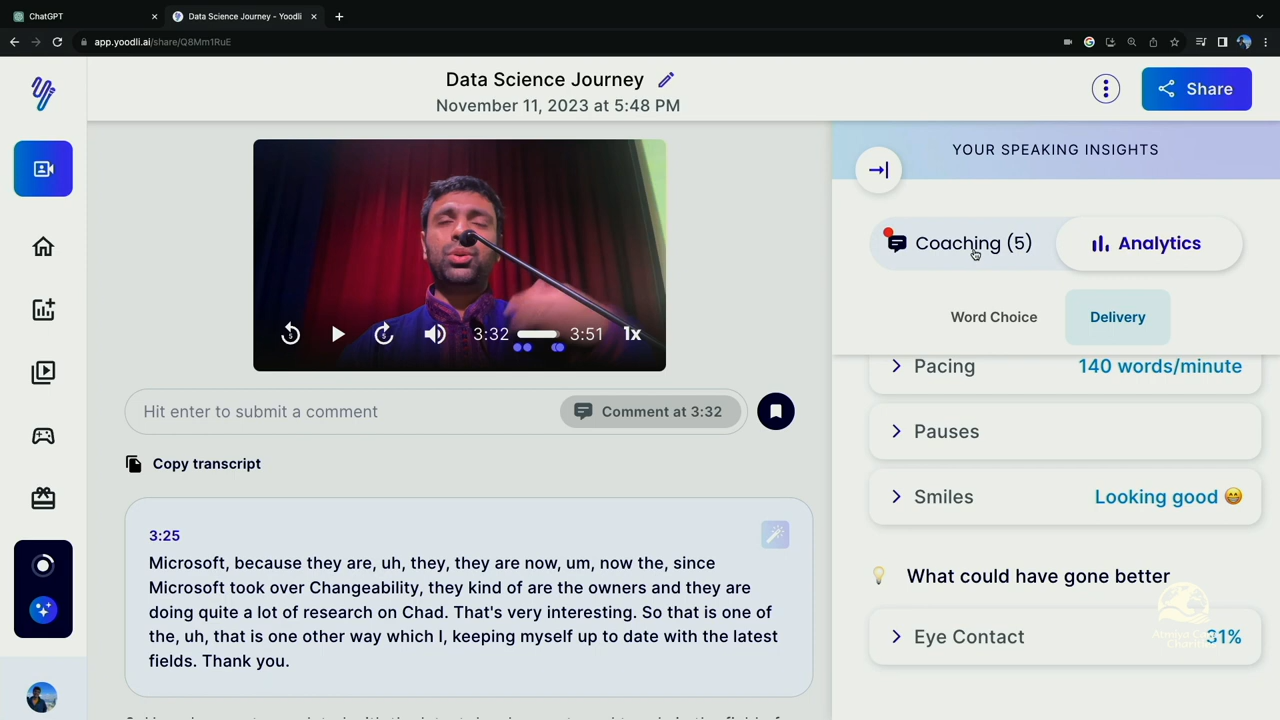 ChatGPT
Data Science Journey - Yoodli
app.yoodli.ai/share/Q8Mm1RuE
Data Science Journey
November 11, 2023 at 5:48 PM
Share
YOUR SPEAKING INSIGHTS
Coaching (5)
Analytics
Word Choice
Delivery
5
5
3:32
3:51
1x
Pacing
140 words/minute
Hit enter to submit a comment
Comment at 3:32
Pauses
Copy transcript
Smiles
Looking good 😁
3:25
Microsoft, because they are, uh, they, they are now, um, now the, since
Microsoft took over Changeability, they kind of are the owners and they are
doing quite a lot of research on Chad. That's very interesting. So that is one of
the, uh, that is one other way which I, keeping myself up to date with the latest
fields. Thank you.
What could have gone better
Eye Contact
31%
Atmiya